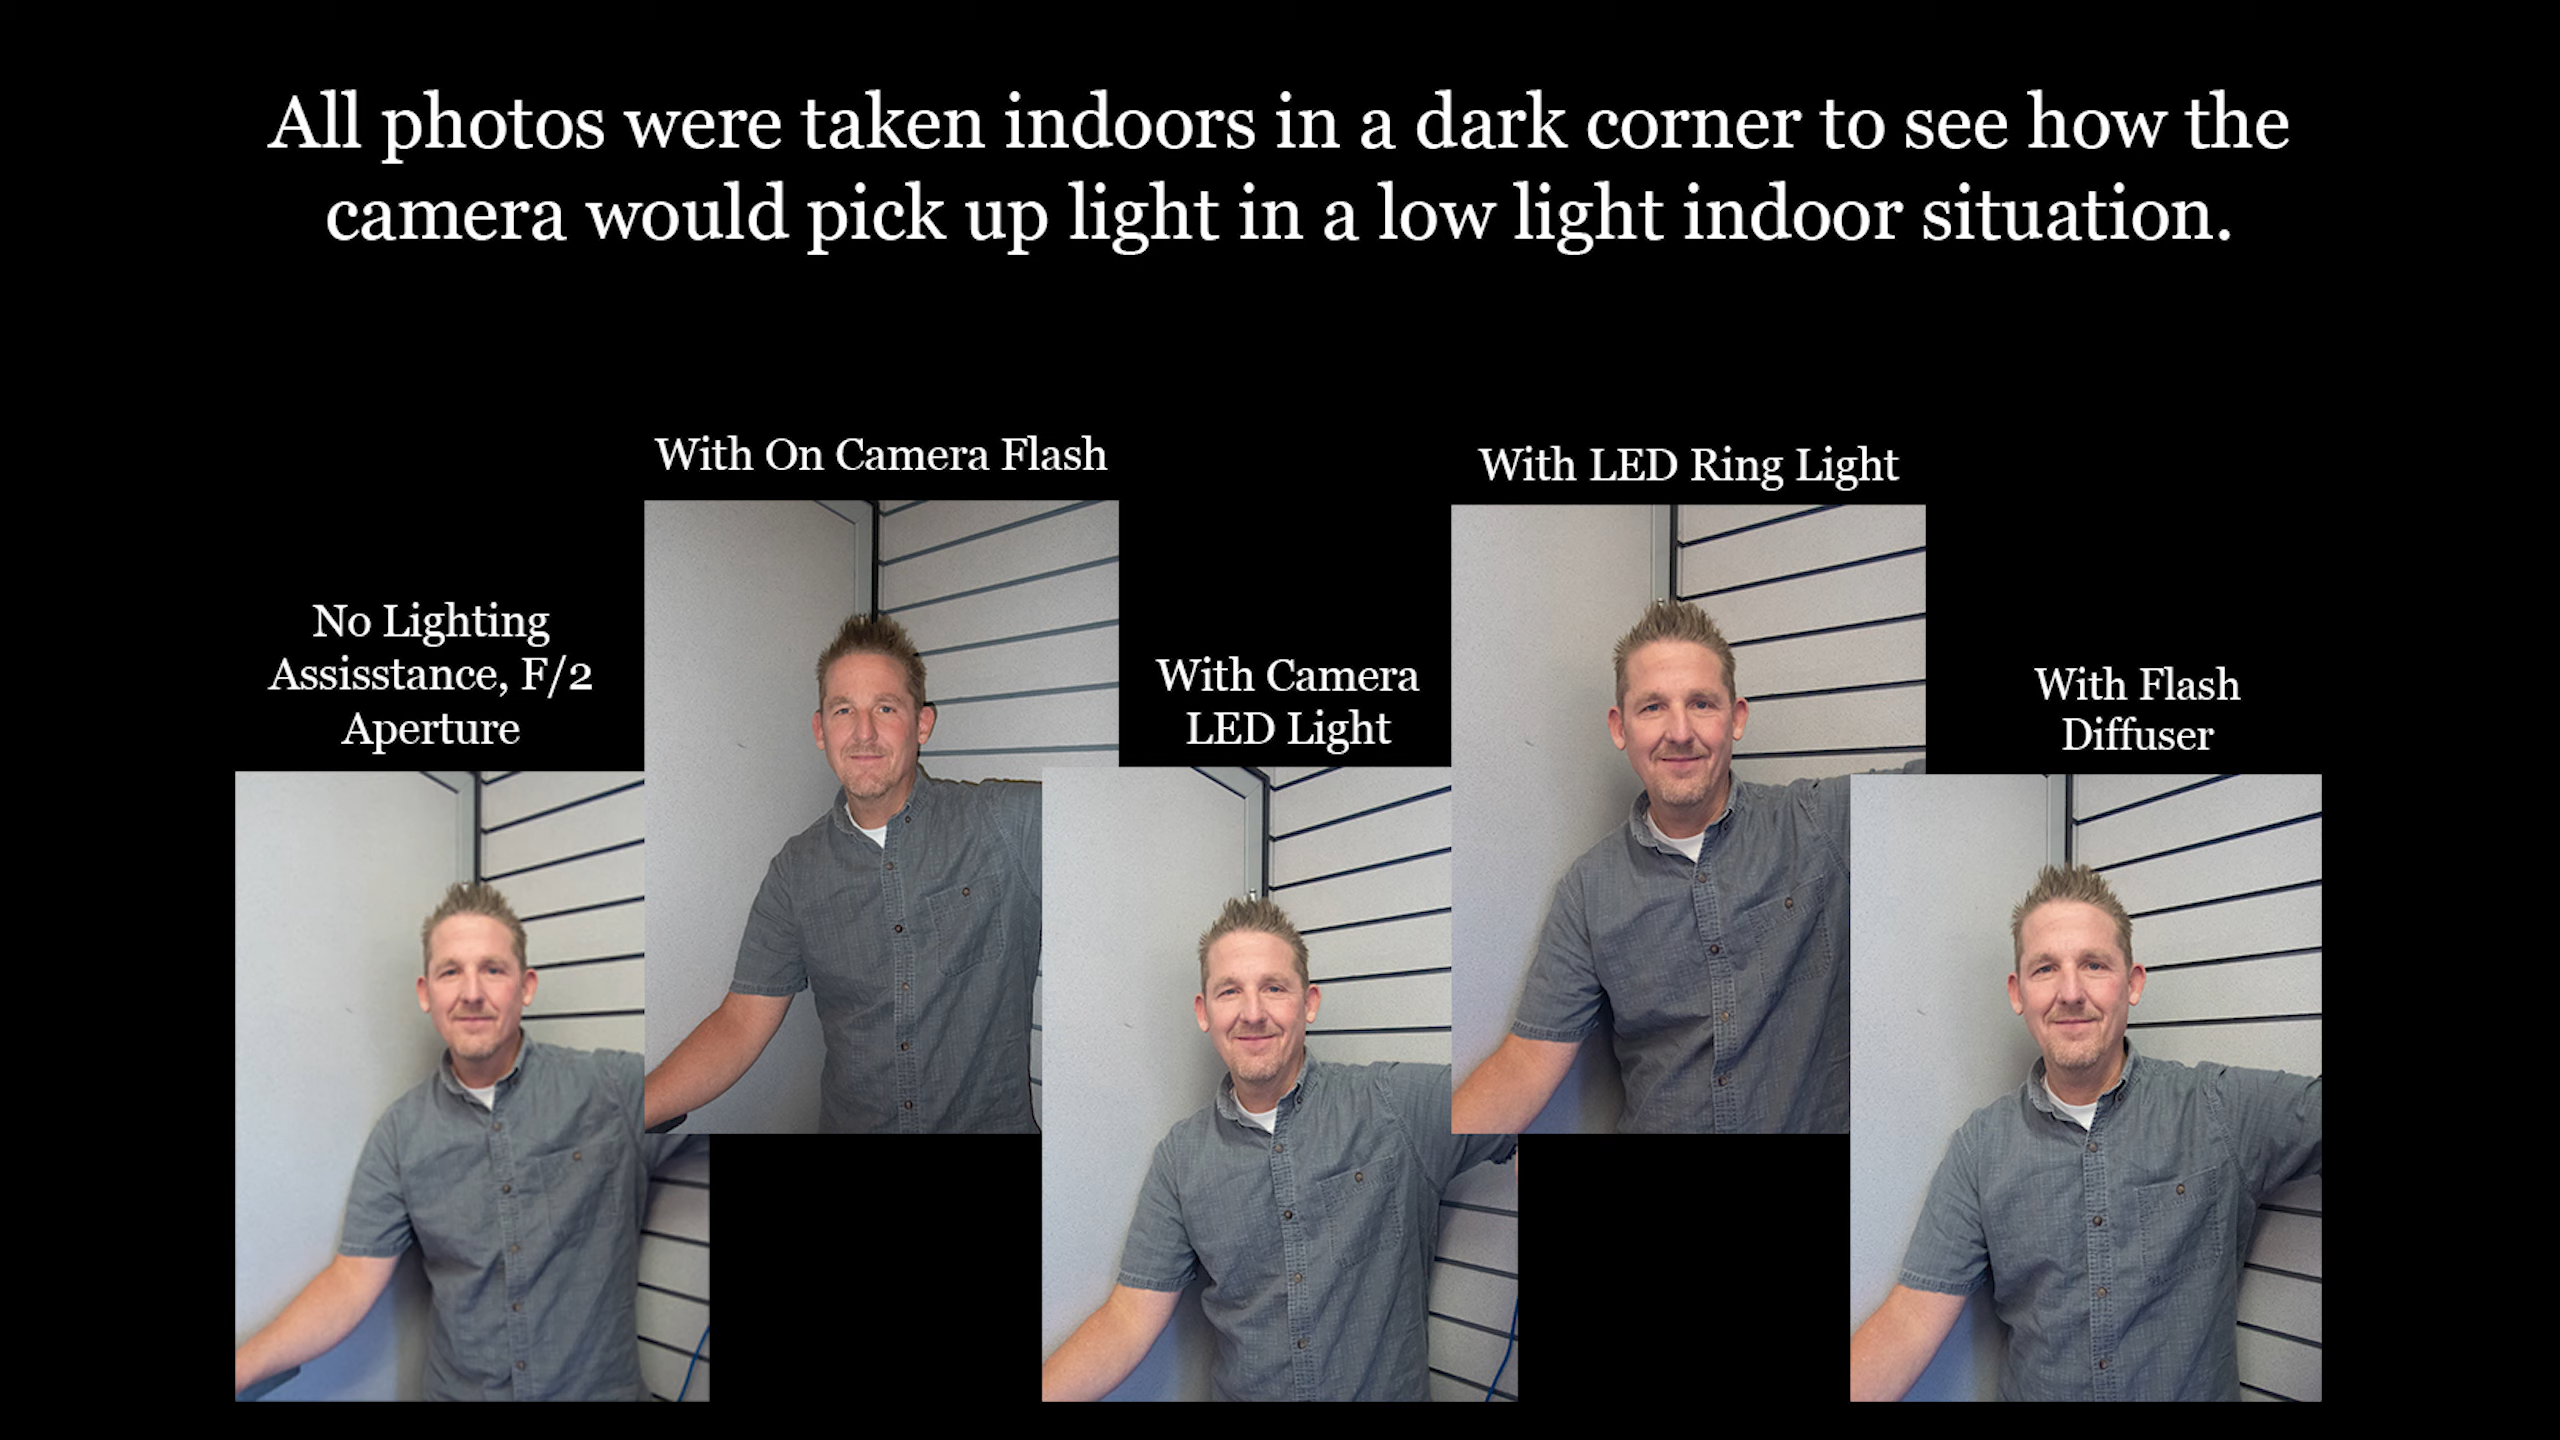 All photos were taken indoors in a dark corner to see how the
camera would pick up light in a low light indoor situation.
No Lighting
Assisstance, F/2
Aperture
With On Camera Flash
With Camera
LED Light
With LED Ring Light
With Flash
Diffuser